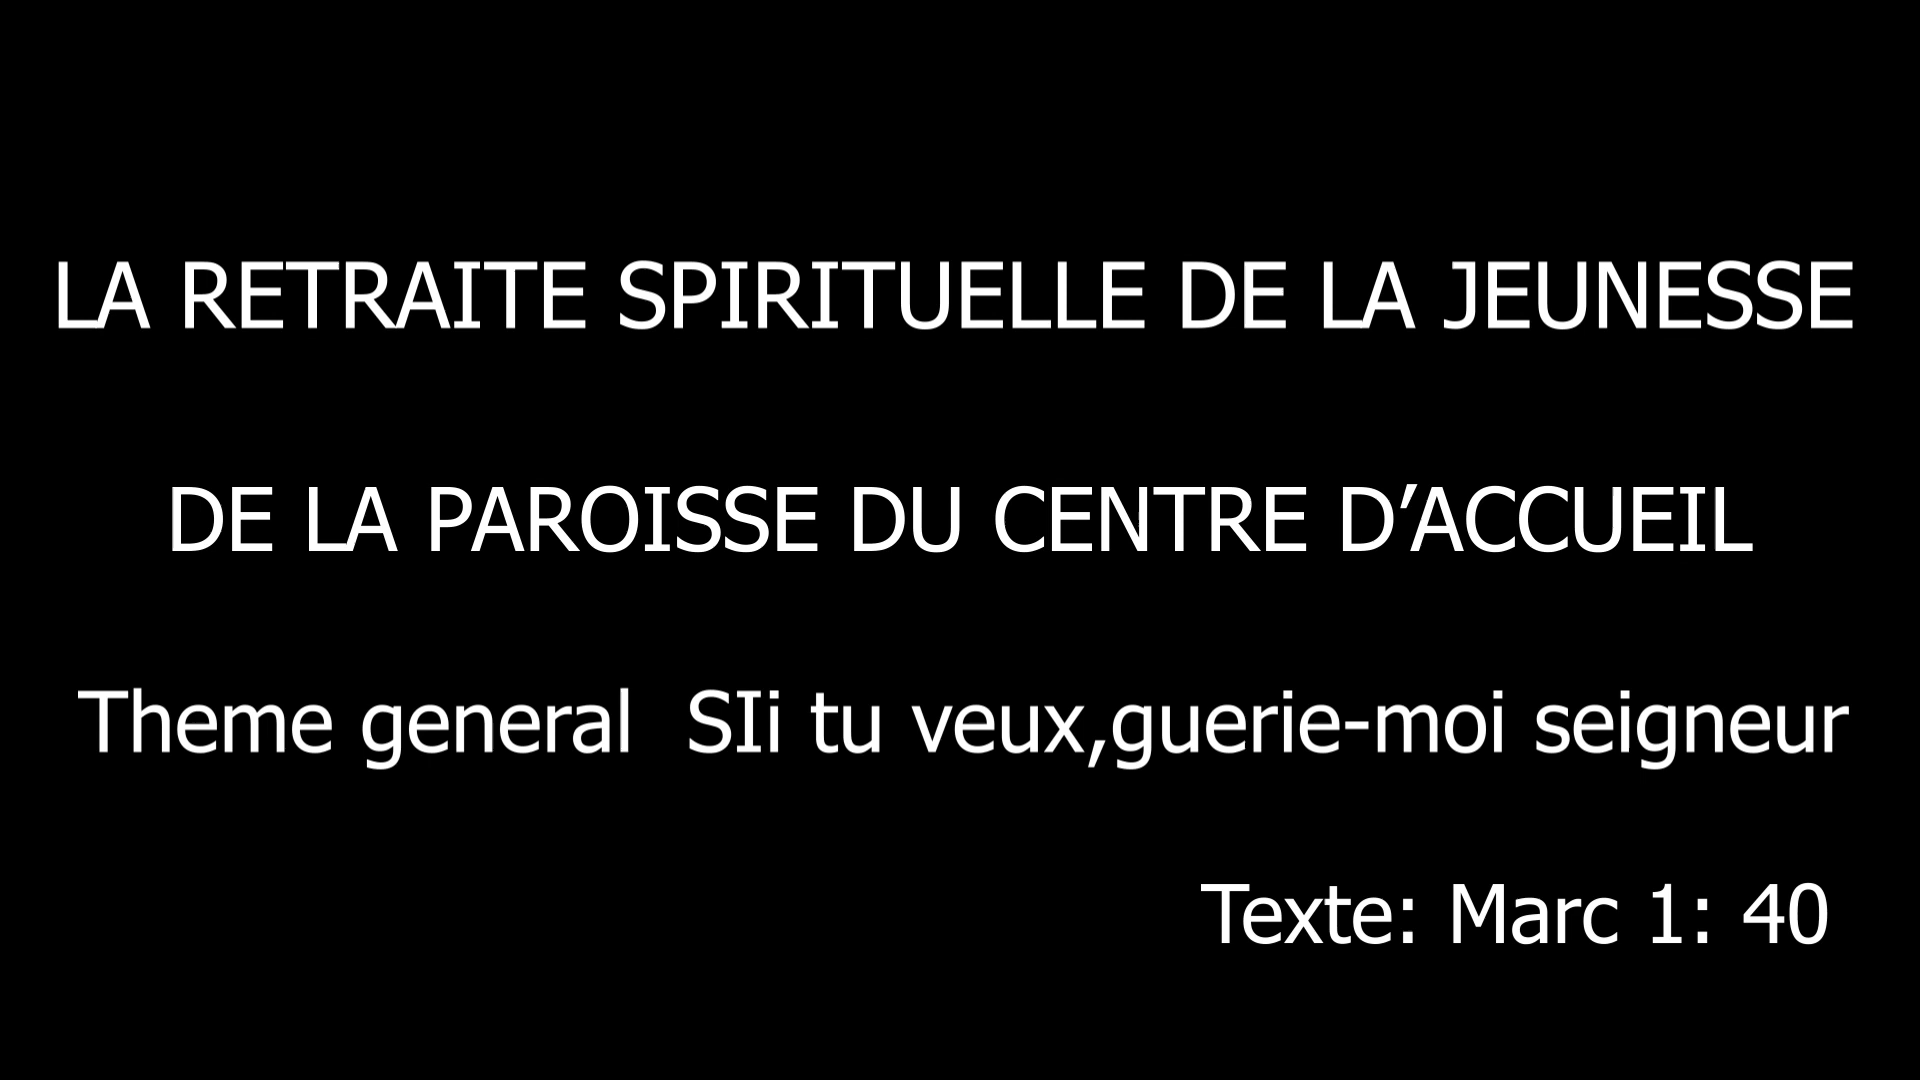 LA RETRAITE SPIRITUELLE DE LA JEUNESSE
DE LA PAROISSE DU CENTRE D’ACCUEIL
Theme general  SIi tu veux,guerie-moi seigneur
Texte: Marc 1: 40